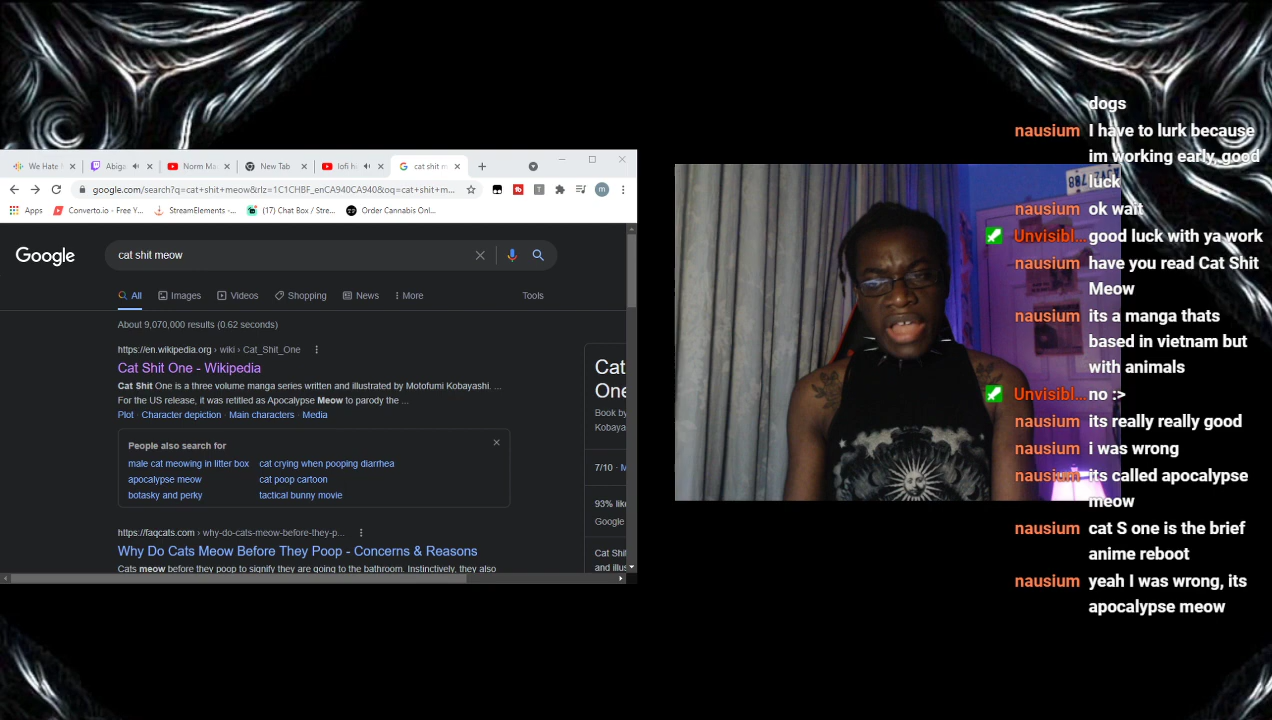 We Hate
Abiga
Norm Ma
New Tab
lofi hi
cat shit m
google.com/search?q=cat+shit+meow&rlz=1C1CHBF_enCA940CA940&oq=cat+shit+m...
m
Apps
Converto.io - Free Y...
StreamElements -...
(17) Chat Box / Stre...
Order Cannabis Onl...
Google
cat shit meow
All
Images
Videos
Shopping
News
More
Tools
About 9,070,000 results (0.62 seconds)
https://en.wikipedia.org › wiki › Cat_Shit_One
Cat Shit One - Wikipedia
Cat Shit One is a three volume manga series written and illustrated by Motofumi Kobayashi. ...
For the US release, it was retitled as Apocalypse Meow to parody the ...
Plot · Character depiction · Main characters · Media
People also search for
male cat meowing in litter box
cat crying when pooping diarrhea
apocalypse meow
cat poop cartoon
botasky and perky
tactical bunny movie
https://faqcats.com › why-do-cats-meow-before-they-p...
Why Do Cats Meow Before They Poop - Concerns & Reasons
Cats meow before they poop to signify they are going to the bathroom. Instinctively, they also
Cat
One
Book by
Kobaya
7/10 · M
93% lik
Google
Cat Shi
and illus
dogs
nausium I have to lurk because
im working early, good
luck
nausium ok wait
Unvisibl... good luck with ya work
nausium have you read Cat Shit
Meow
nausium its a manga thats
based in vietnam but
with animals
Unvisibl... no :>
nausium its really really good
nausium i was wrong
nausium its called apocalypse
meow
nausium cat S one is the brief
anime reboot
nausium yeah I was wrong, its
apocalypse meow